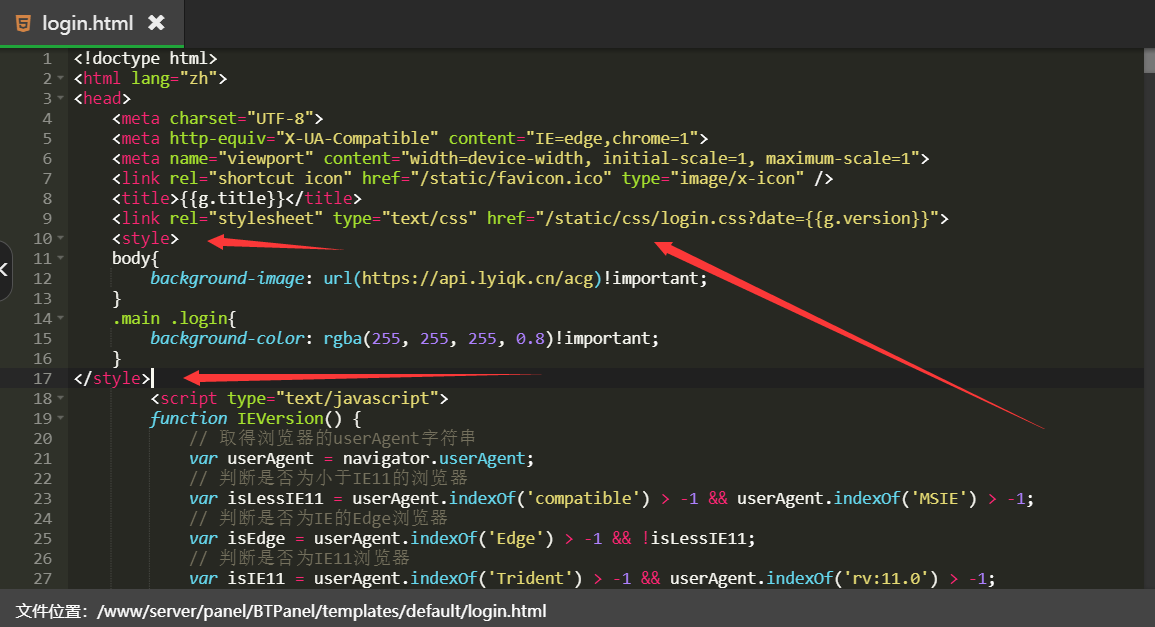 login.html ✖
1 <!doctype html>
2 <html lang="zh">
3 <head>
4 <meta charset="UTF-8">
5 <meta http-equiv="X-UA-Compatible" content="IE=edge,chrome=1">
6 <meta name="viewport" content="width=device-width, initial-scale=1, maximum-scale=1">
7 <link rel="shortcut icon" href="/static/favicon.ico" type="image/x-icon" />
8 <title>{{g.title}}</title>
9 <link rel="stylesheet" type="text/css" href="/static/css/login.css?date={{g.version}}">
10 <style>
11 body{
12 background-image: url(https://api.lyiqk.cn/acg)!important;
13 }
14 .main .login{
15 background-color: rgba(255, 255, 255, 0.8)!important;
16 }
17 </style>
18 <script type="text/javascript">
19 function IEVersion() {
20 // 取得浏览器的userAgent字符串
21 var userAgent = navigator.userAgent;
22 // 判断是否为小于IE11的浏览器
23 var isLessIE11 = userAgent.indexOf('compatible') > -1 && userAgent.indexOf('MSIE') > -1;
24 // 判断是否为IE的Edge浏览器
25 var isEdge = userAgent.indexOf('Edge') > -1 && !isLessIE11;
26 // 判断是否为IE11浏览器
27 var isIE11 = userAgent.indexOf('Trident') > -1 && userAgent.indexOf('rv:11.0') > -1;
文件位置：/www/server/panel/BTPanel/templates/default/login.html